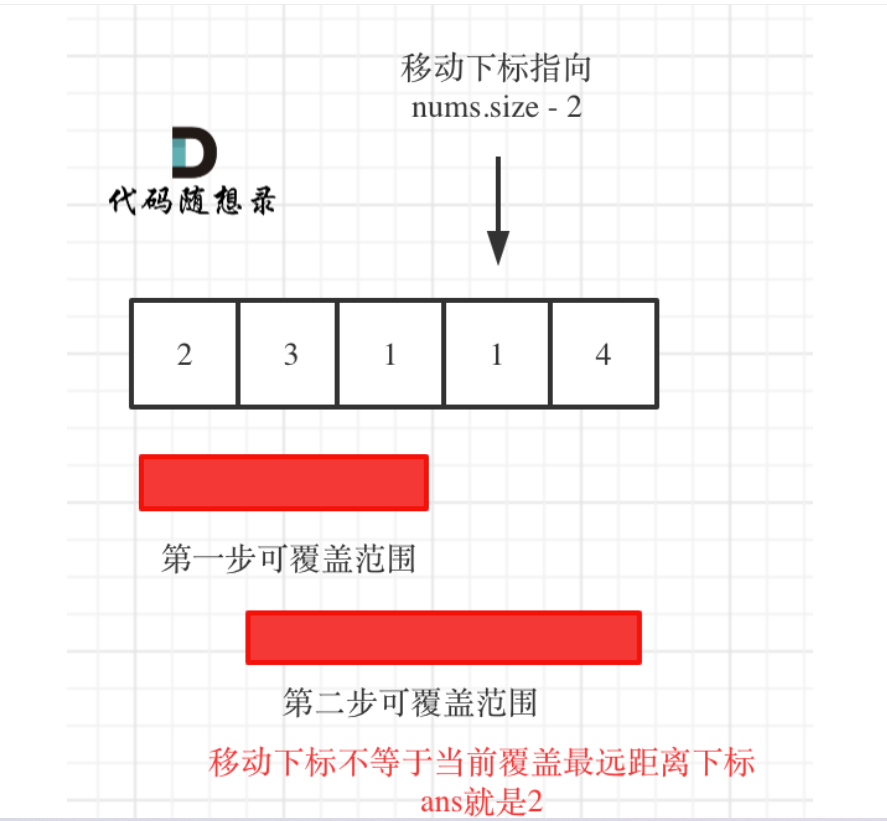 移动下标指向
nums.size - 2
代码随想录
2 3 1 1 4
第一步可覆盖范围
第二步可覆盖范围
移动下标不等于当前覆盖最远距离下标
ans就是2